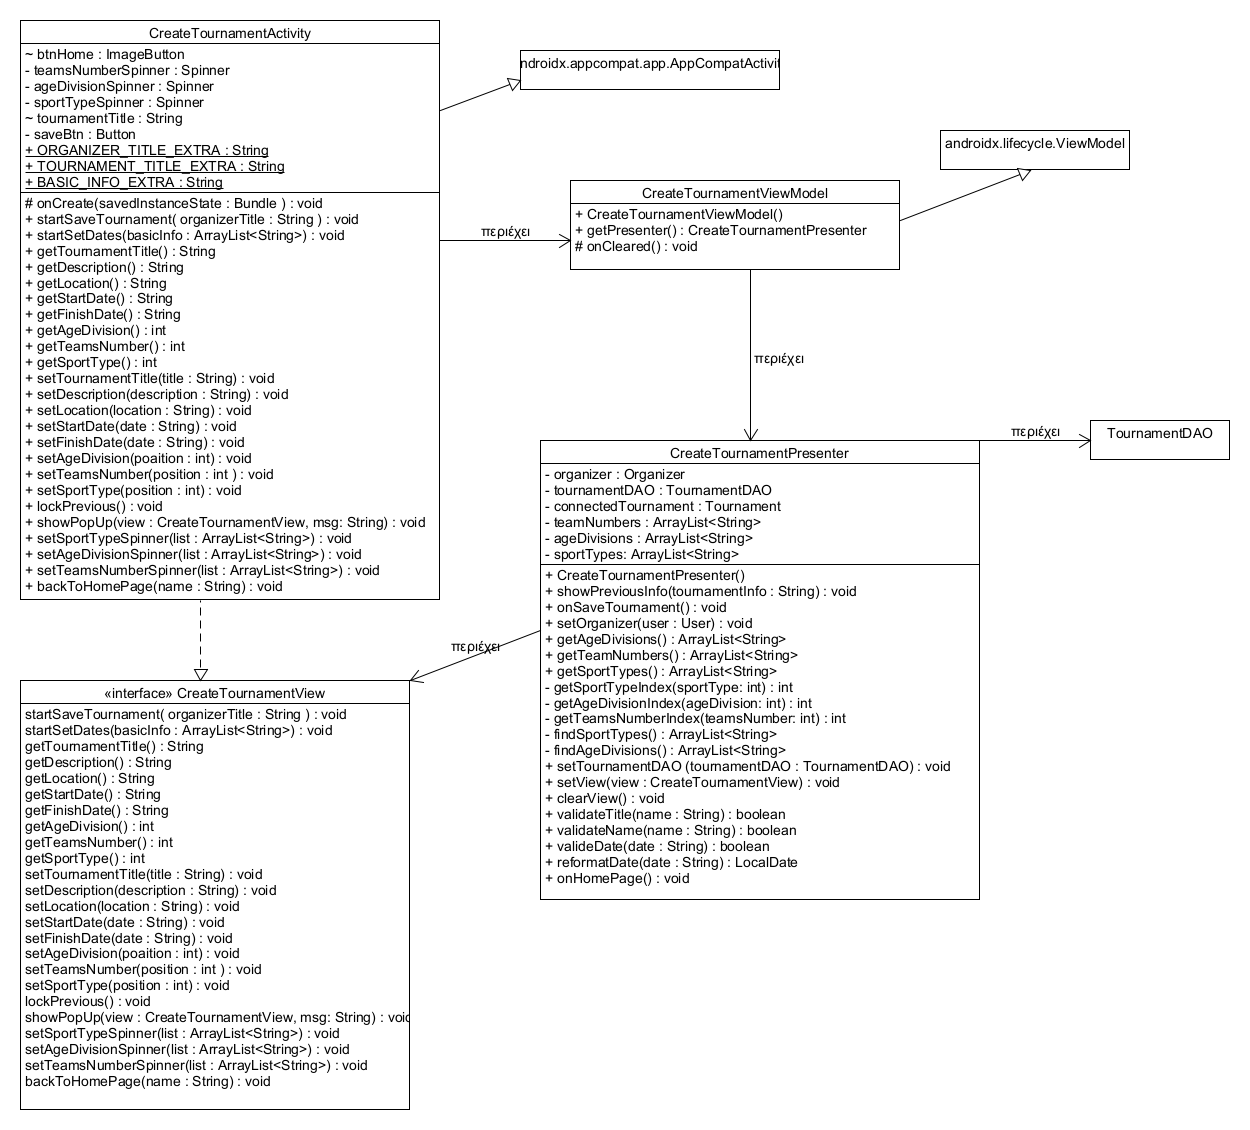 CreateTournamentActivity
~ btnHome : ImageButton
- teamsNumberSpinner : Spinner
- ageDivisionSpinner : Spinner
- sportTypeSpinner : Spinner
~ tournamentTitle : String
- saveBtn : Button
+ ORGANIZER_TITLE_EXTRA : String
+ TOURNAMENT_TITLE_EXTRA : String
+ BASIC_INFO_EXTRA : String
# onCreate(savedInstanceState : Bundle ) : void
+ startSaveTournament( organizerTitle : String ) : void
+ startSetDates(basicInfo : ArrayList<String>) : void
+ getTournamentTitle() : String
+ getDescription() : String
+ getLocation() : String
+ getStartDate() : String
+ getFinishDate() : String
+ getAgeDivision() : int
+ getTeamsNumber() : int
+ getSportType() : int
+ setTournamentTitle(title : String) : void
+ setDescription(description : String) : void
+ setLocation(location : String) : void
+ setStartDate(date : String) : void
+ setFinishDate(date : String) : void
+ setAgeDivision(poaition : int) : void
+ setTeamsNumber(position : int ) : void
+ setSportType(position : int) : void
+ lockPrevious() : void
+ showPopUp(view : CreateTournamentView, msg: String) : void
+ setSportTypeSpinner(list : ArrayList<String>) : void
+ setAgeDivisionSpinner(list : ArrayList<String>) : void
+ setTeamsNumberSpinner(list : ArrayList<String>) : void
+ backToHomePage(name : String) : void
ndroidx.appcompat.app.AppCompatActivit
androidx.lifecycle.ViewModel
περιέχει
CreateTournamentViewModel
+ CreateTournamentViewModel()
+ getPresenter() : CreateTournamentPresenter
# onCleared() : void
περιέχει
περιέχει
TournamentDAO
CreateTournamentPresenter
- organizer : Organizer
- tournamentDAO : TournamentDAO
- connectedTournament : Tournament
- teamNumbers : ArrayList<String>
- ageDivisions : ArrayList<String>
- sportTypes: ArrayList<String>
+ CreateTournamentPresenter()
+ showPreviousInfo(tournamentInfo : String) : void
+ onSaveTournament() : void
+ setOrganizer(user : User) : void
+ getAgeDivisions() : ArrayList<String>
+ getTeamNumbers() : ArrayList<String>
+ getSportTypes() : ArrayList<String>
- getSportTypeIndex(sportType: int) : int
- getAgeDivisionIndex(ageDivision: int) : int
- getTeamsNumberIndex(teamsNumber: int) : int
- findSportTypes() : ArrayList<String>
- findAgeDivisions() : ArrayList<String>
+ setTournamentDAO (tournamentDAO : TournamentDAO) : void
+ setView(view : CreateTournamentView) : void
+ clearView() : void
+ validateTitle(name : String) : boolean
+ validateName(name : String) : boolean
+ valideDate(date : String) : boolean
+ reformatDate(date : String) : LocalDate
+ onHomePage() : void
περιέχει
«interface» CreateTournamentView
startSaveTournament( organizerTitle : String ) : void
startSetDates(basicInfo : ArrayList<String>) : void
getTournamentTitle() : String
getDescription() : String
getLocation() : String
getStartDate() : String
getFinishDate() : String
getAgeDivision() : int
getTeamsNumber() : int
getSportType() : int
setTournamentTitle(title : String) : void
setDescription(description : String) : void
setLocation(location : String) : void
setStartDate(date : String) : void
setFinishDate(date : String) : void
setAgeDivision(poaition : int) : void
setTeamsNumber(position : int ) : void
setSportType(position : int) : void
lockPrevious() : void
showPopUp(view : CreateTournamentView, msg: String) : void
setSportTypeSpinner(list : ArrayList<String>) : void
setAgeDivisionSpinner(list : ArrayList<String>) : void
setTeamsNumberSpinner(list : ArrayList<String>) : void
backToHomePage(name : String) : void